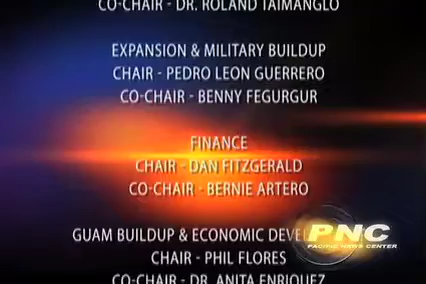 CO-CHAIR - DR. ROLAND TAIMANGLO
EXPANSION & MILITARY BUILDUP
CHAIR - PEDRO LEON GUERRERO
CO-CHAIR - BENNY FEGURGUR
FINANCE
CHAIR - DAN FITZGERALD
CO-CHAIR - BERNIE ARTERO
GUAM BUILDUP & ECONOMIC
CHAIR - PHIL FLORES
CO-CHAIR - DR. ANITA ENRIQUEZ
PNC
PACIFIC NEWS CENTER